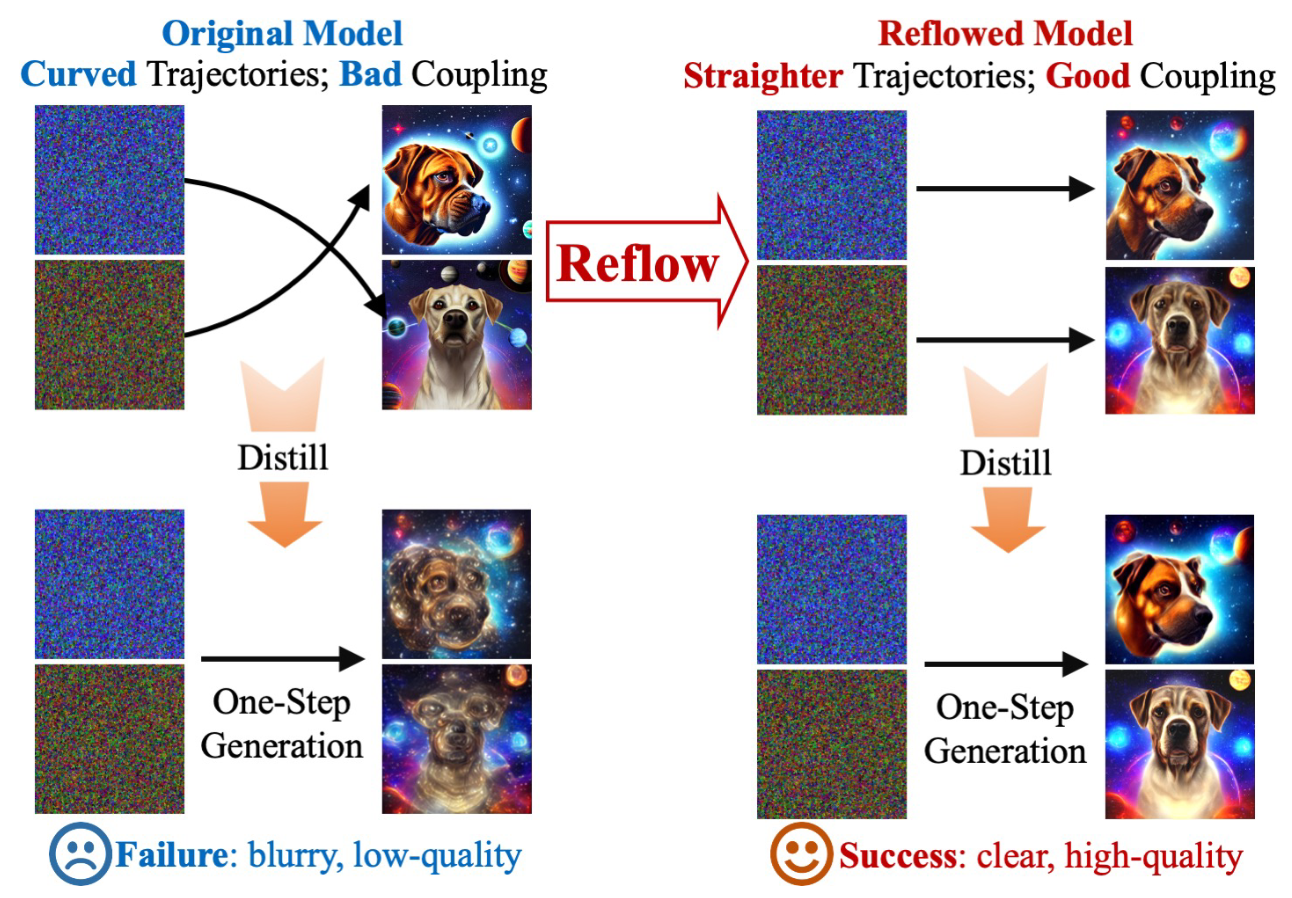 Original Model
Curved Trajectories; Bad Coupling
Reflowed Model
Straighter Trajectories; Good Coupling
Reflow
Distill
Distill
One-Step
Generation
One-Step
Generation
Failure: blurry, low-quality
Success: clear, high-quality